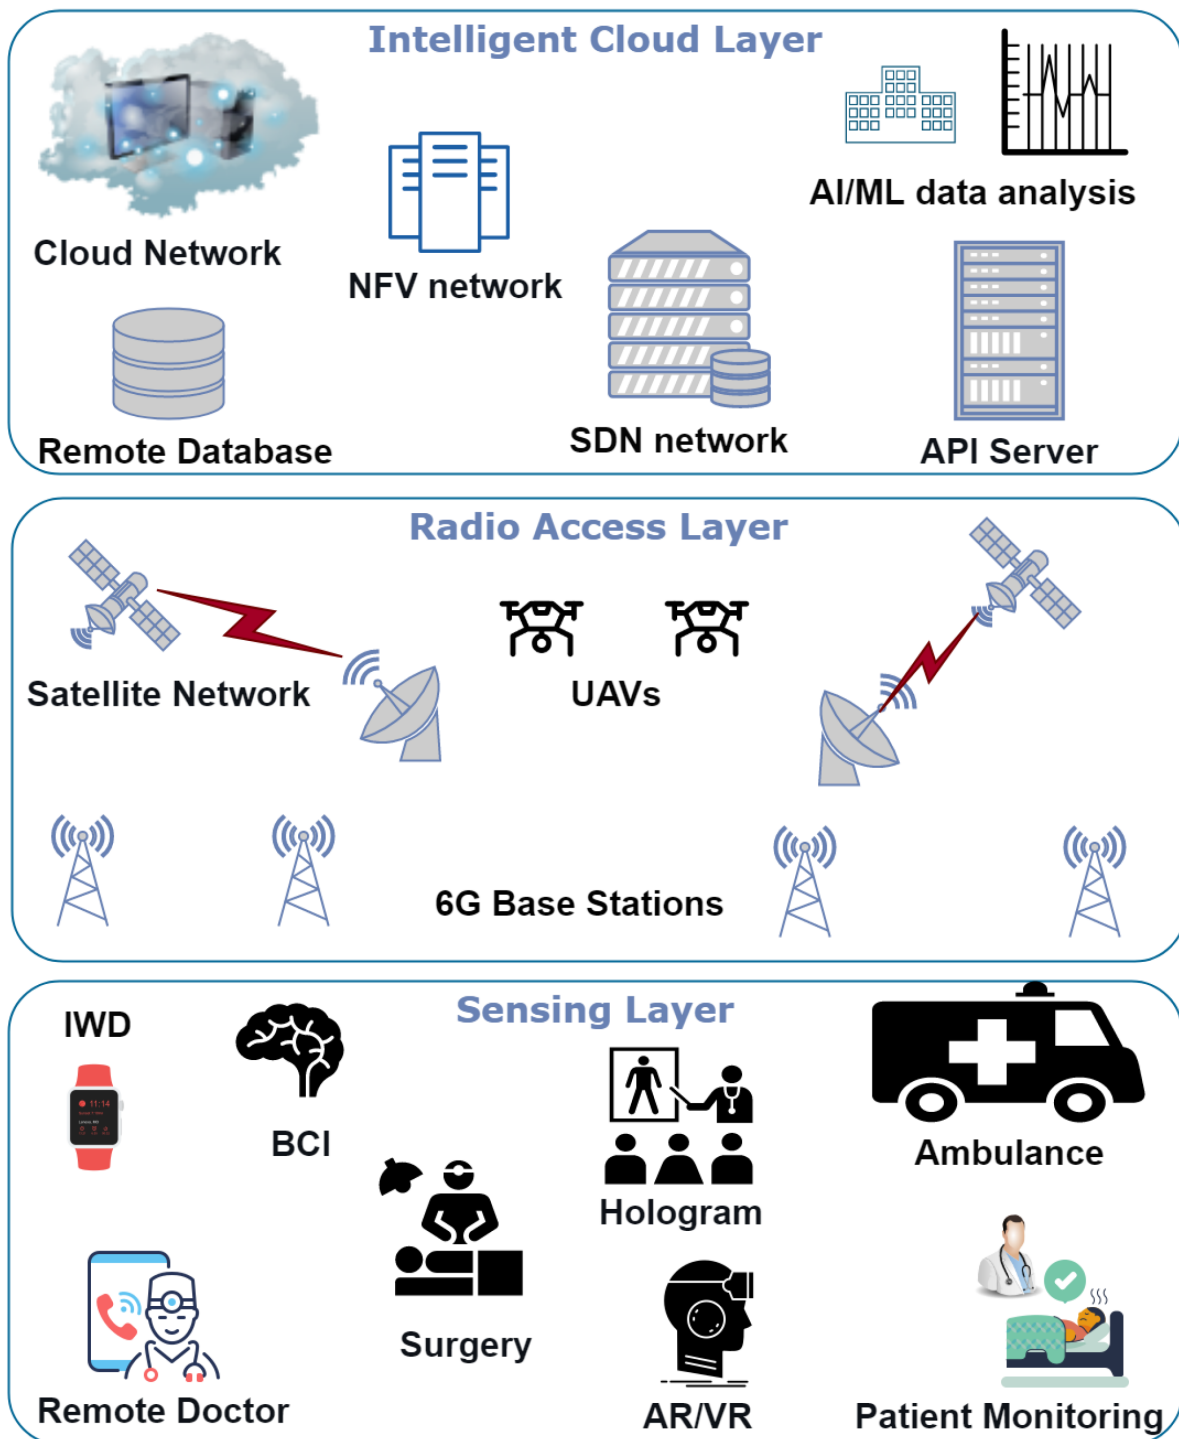 Intelligent Cloud Layer
AI/ML data analysis
Cloud Network
NFV network
SDN network
Remote Database
API Server
Radio Access Layer
Satellite Network
UAVs
6G Base Stations
Sensing Layer
IWD
11:14
BCI
Ambulance
Hologram
Surgery
Remote Doctor
AR/VR
Patient Monitoring